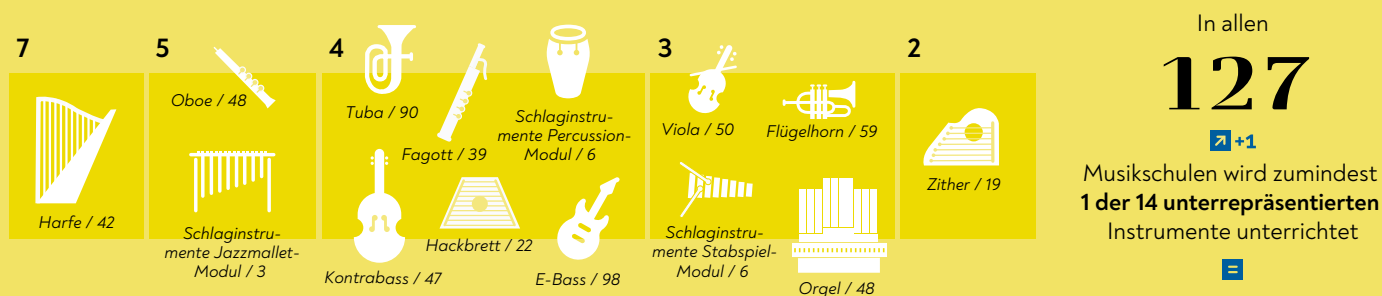 7
Harfe / 42
5
Oboe / 48
Schlaginstru-
mente Jazzmallet-
Modul / 3
4
Tuba / 90
Fagott / 39
Schlaginstru-
mente Percussion-
Modul / 6
Kontrabass / 47
Hackbrett / 22
E-Bass / 98
3
Viola / 50
Flügelhorn / 59
Schlaginstru-
mente Stabspiel-
Modul / 6
Orgel / 48
2
Zither / 19
In allen
127
+1
Musikschulen wird zumindest
1 der 14 unterrepräsentierten
Instrumente unterrichtet
=